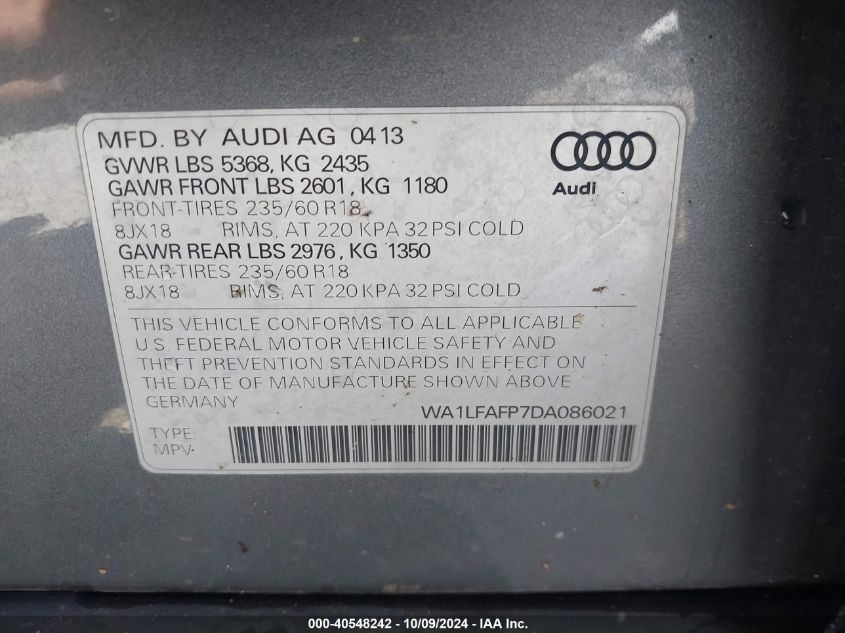 MFD. BY AUDI AG 04 13
GVWR LBS 5368, KG 2435
GAWR FRONT LBS 2601, KG 1180
FRONT-TIRES 235/60 R18
8JX18 RIMS, AT 220 KPA 32 PSI COLD
GAWR REAR LBS 2976, KG 1350
REAR-TIRES 235/60 R18
8JX18 RIMS, AT 220 KPA 32 PSI COLD
Audi
THIS VEHICLE CONFORMS TO ALL APPLICABLE
U.S. FEDERAL MOTOR VEHICLE SAFETY AND
THEFT PREVENTION STANDARDS IN EFFECT ON
THE DATE OF MANUFACTURE SHOWN ABOVE
GERMANY WA1LFAFP7DA086021
TYPE:
MPV
000-40548242 - 10/09/2024 - IAA Inc.